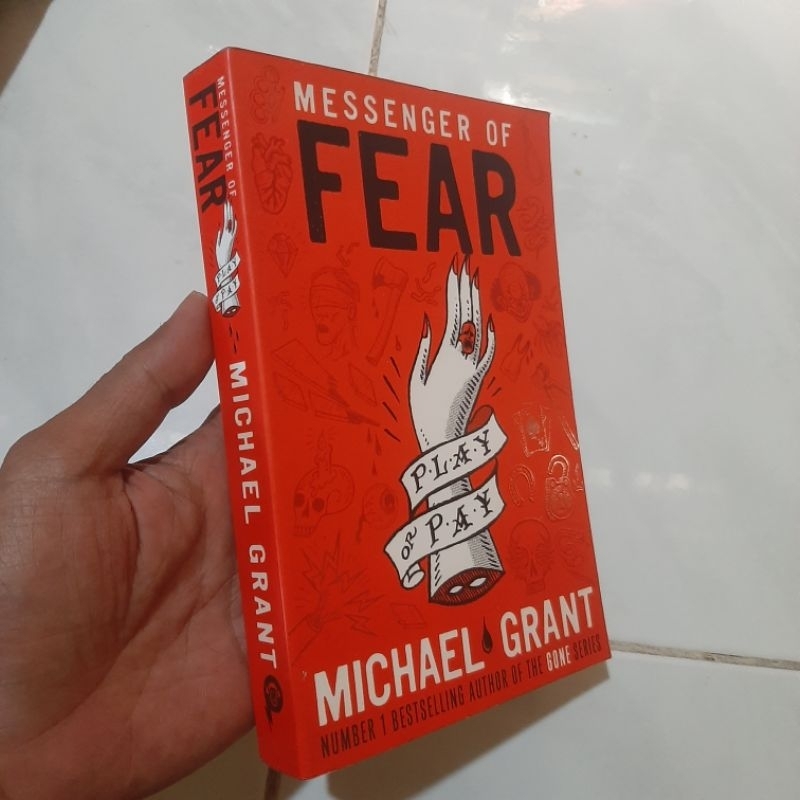 MESSENGER OF
FEAR
PLAY
PAY
MICHAEL GRANT
MESSENGER OF
FEAR
P·L·A·Y
OR P·A·Y
MICHAEL GRANT
NUMBER 1 BESTSELLING AUTHOR OF THE GONE SERIES